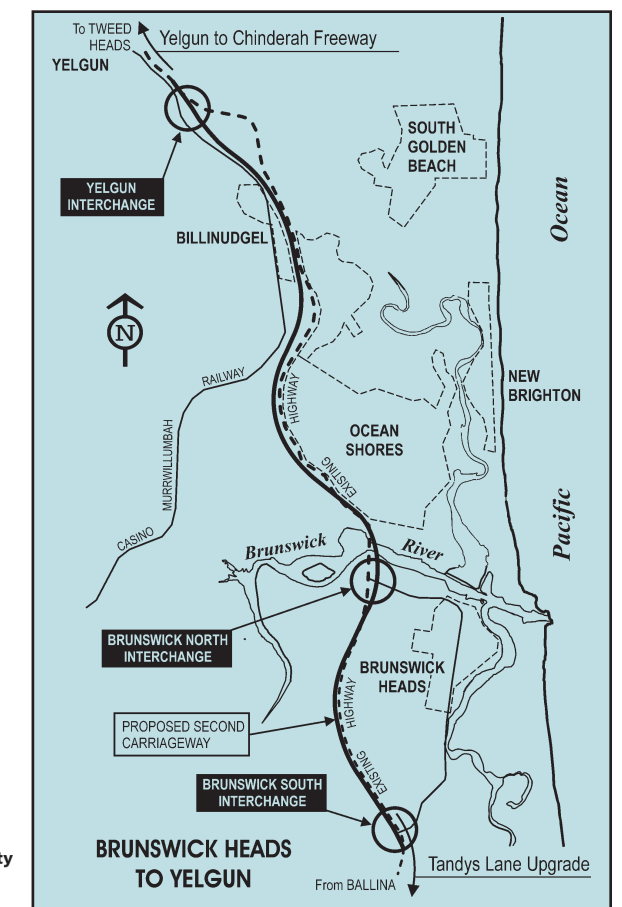 To TWEED
HEADS
Yelgun to Chinderah Freeway
YELGUN
SOUTH
GOLDEN
BEACH
YELGUN
INTERCHANGE
Ocean
BILLINUDGEL
N
RAILWAY
HIGHWAY
NEW
BRIGHTON
OCEAN
SHORES
MURRWILLUMBAH
EXISTING
CASINO
Pacific
Brunswick
River
BRUNSWICK NORTH
INTERCHANGE
BRUNSWICK
HEADS
HIGHWAY
PROPOSED SECOND
CARRIAGEWAY
EXISTING
BRUNSWICK SOUTH
INTERCHANGE
BRUNSWICK HEADS
TO YELGUN
ty
Tandys Lane Upgrade
From BALLINA